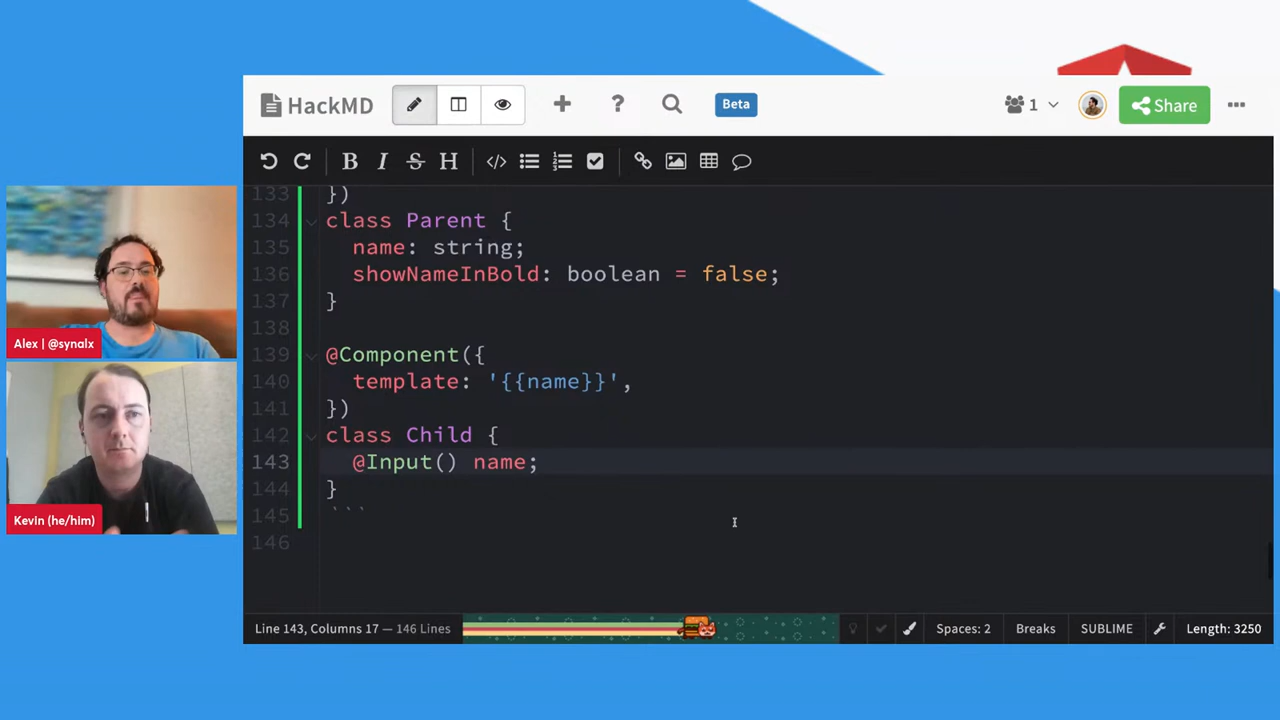 HackMD
Beta
1
Share
B I S H
133 })
134 class Parent {
135 name: string;
136 showNameInBold: boolean = false;
137 }
138
139 @Component({
140 template: '{{name}}',
141 })
142 class Child {
143 @Input() name;
144 }
145 ```
146
Alex | @synalx
Kevin (he/him)
Line 143, Columns 17 — 146 Lines
Spaces: 2
Breaks
SUBLIME
Length: 3250